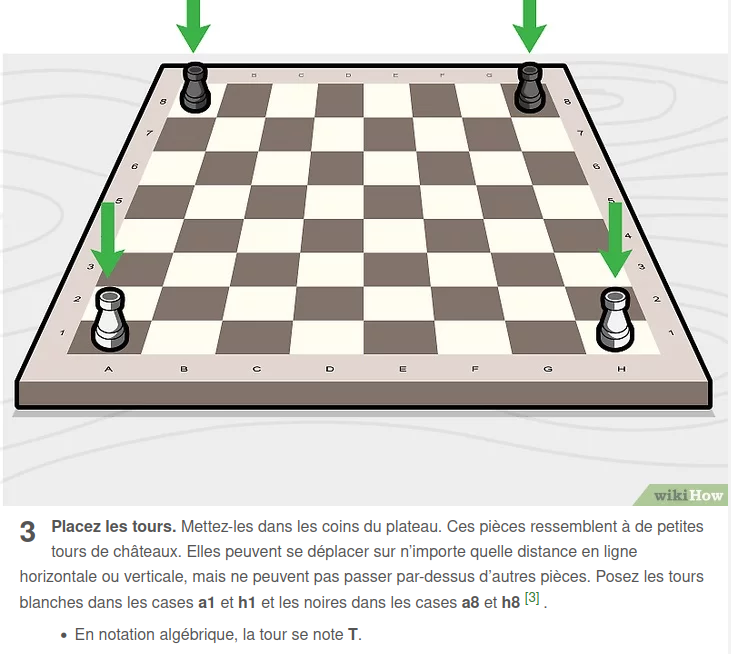 B C D E F G
8 8
7 7
6 6
5 5
4
3 3
2 2
1 1
A B C D E F G H
wikiHow
3 Placez les tours. Mettez-les dans les coins du plateau. Ces pièces ressemblent à de petites
tours de châteaux. Elles peuvent se déplacer sur n’importe quelle distance en ligne
horizontale ou verticale, mais ne peuvent pas passer par-dessus d’autres pièces. Posez les tours
blanches dans les cases a1 et h1 et les noires dans les cases a8 et h8 [3] .
• En notation algébrique, la tour se note T.